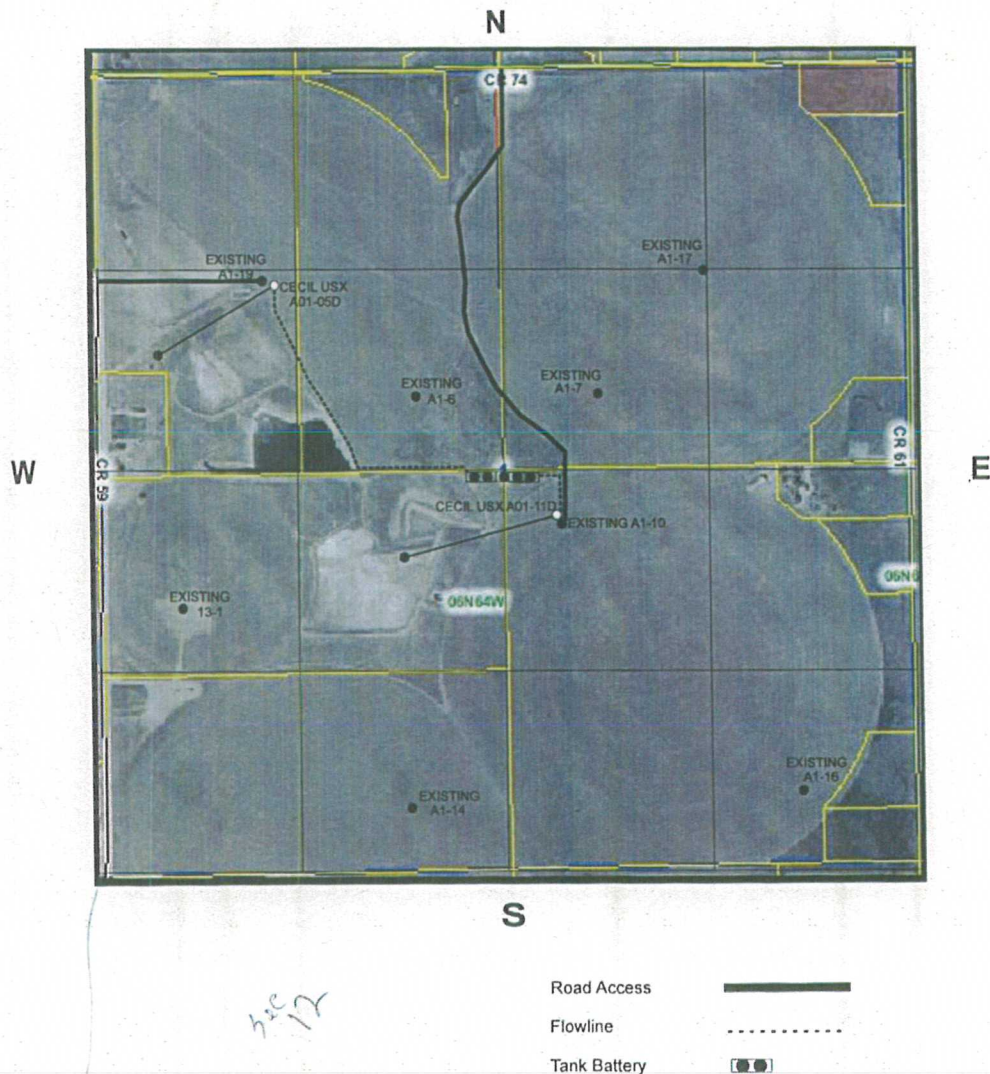 N
CR 74
EXISTING
A1-17
EXISTING
A1-19
CECIL USX
A01-05D
EXISTING
A1-6
EXISTING
A1-7
CR 61
W
E
CR 59
CECIL USX A01-11D
EXISTING A1-10
06N6
EXISTING
13-1
06N64W
EXISTING
A1-16
EXISTING
A1-14
S
Road Access
Flowline
Tank Battery